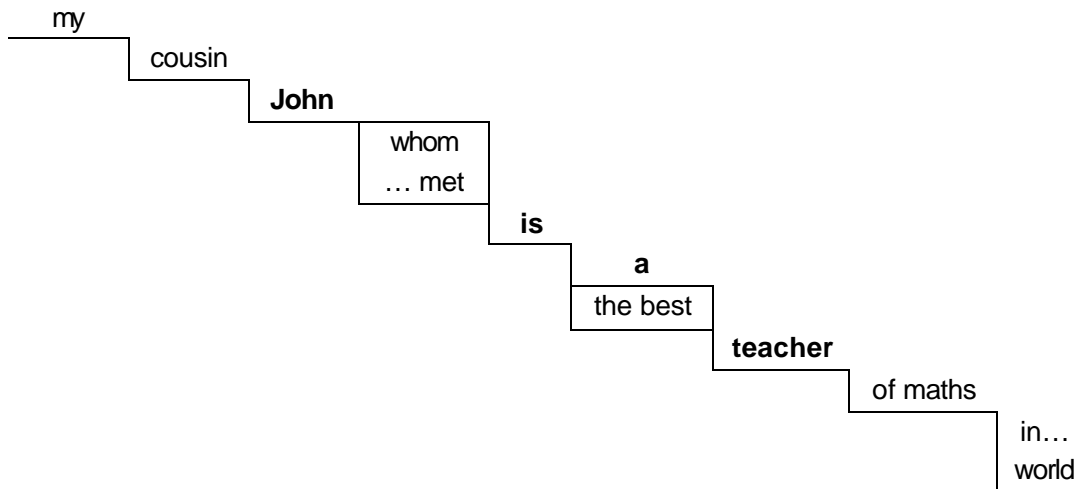 my
cousin
John
whom
… met
is
a
the best
teacher
of maths
in…
world